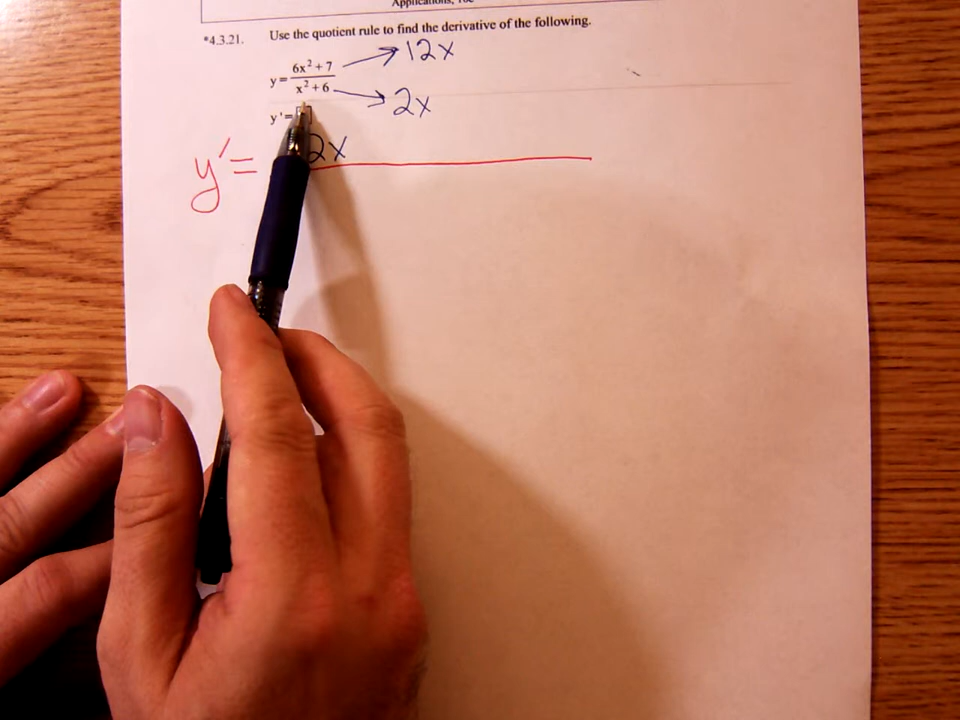 Applications, 10e
*4.3.21. Use the quotient rule to find the derivative of the following.
y = (6x² + 7)/(x² + 6) → 12x
→ 2x
y' =
y' = 2x